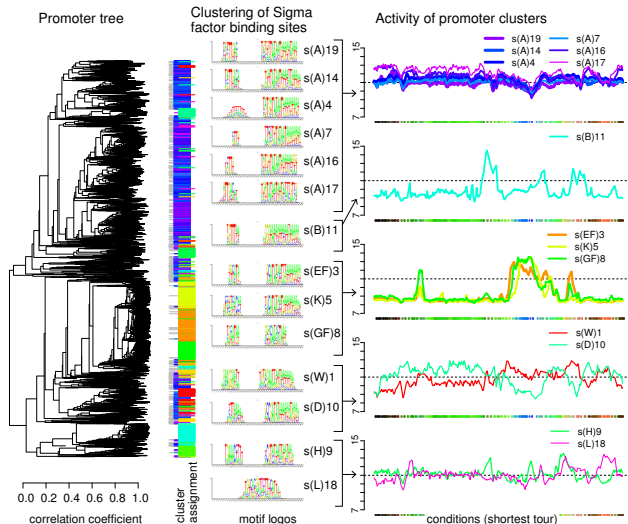 Promoter tree
Clustering of Sigma
factor binding sites
Activity of promoter clusters
s(A)19
s(A)14
s(A)4
s(A)7
s(A)16
s(A)17
s(B)11
s(EF)3
s(K)5
s(GF)8
s(W)1
s(D)10
s(H)9
s(L)18
s(A)19
s(A)14
s(A)4
s(A)7
s(A)16
s(A)17
7 11 15
s(B)11
7 11 15
s(EF)3
s(K)5
s(GF)8
7 11 15
s(W)1
s(D)10
7 11 15
s(H)9
s(L)18
7 11 15
0.0 0.2 0.4 0.6 0.8 1.0
correlation coefficient
cluster
assignment
motif logos
conditions (shortest tour)